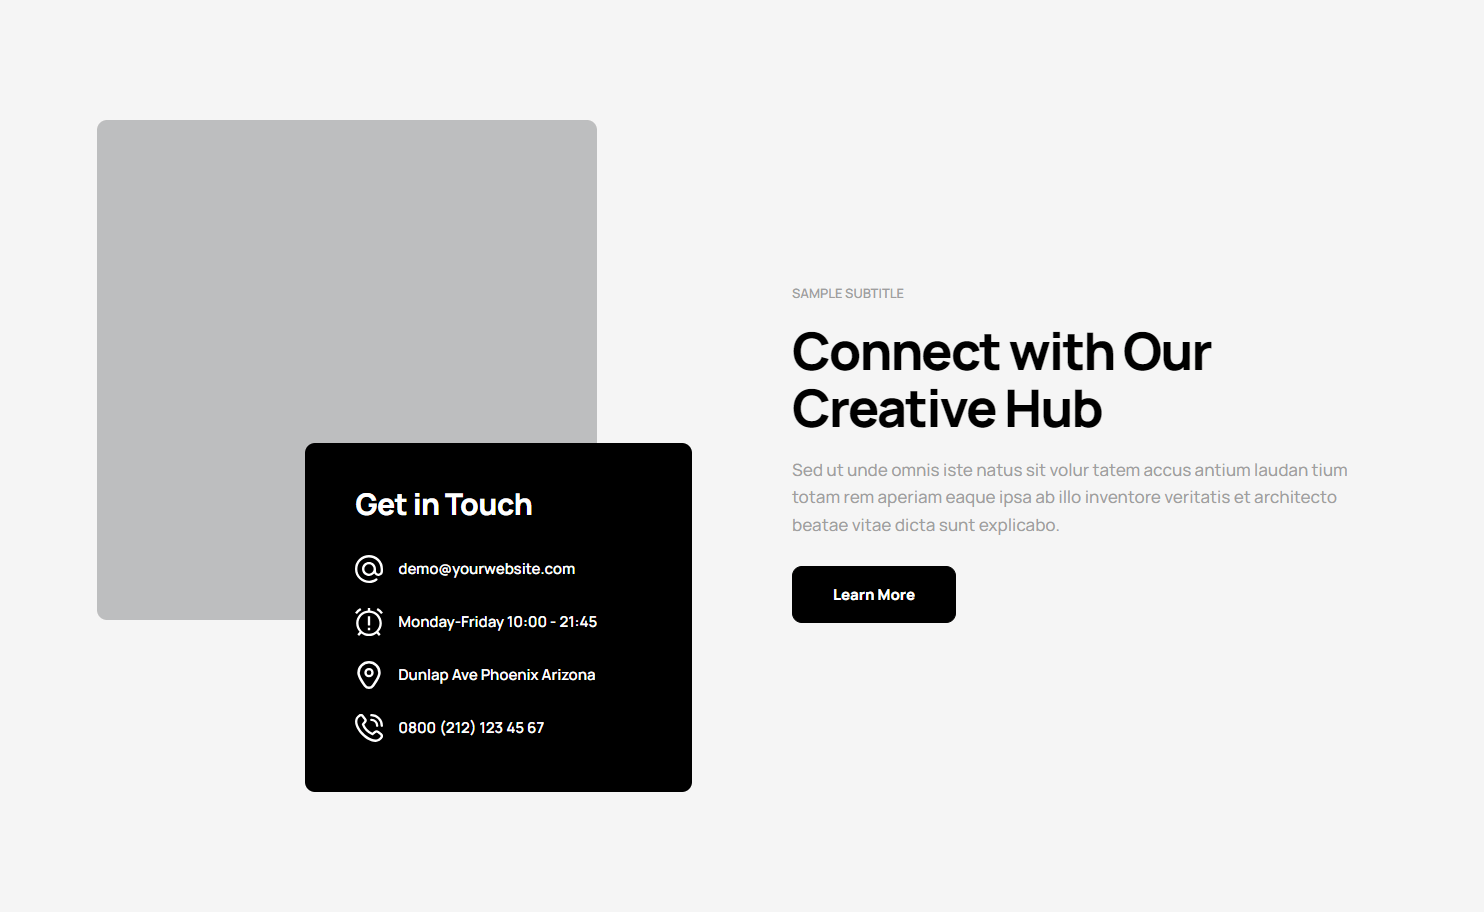 SAMPLE SUBTITLE
Connect with Our
Creative Hub
Sed ut unde omnis iste natus sit volur tatem accus antium laudan tium
totam rem aperiam eaque ipsa ab illo inventore veritatis et architecto
beatae vitae dicta sunt explicabo.
Learn More
Get in Touch
demo@yourwebsite.com
Monday-Friday 10:00 - 21:45
Dunlap Ave Phoenix Arizona
0800 (212) 123 45 67